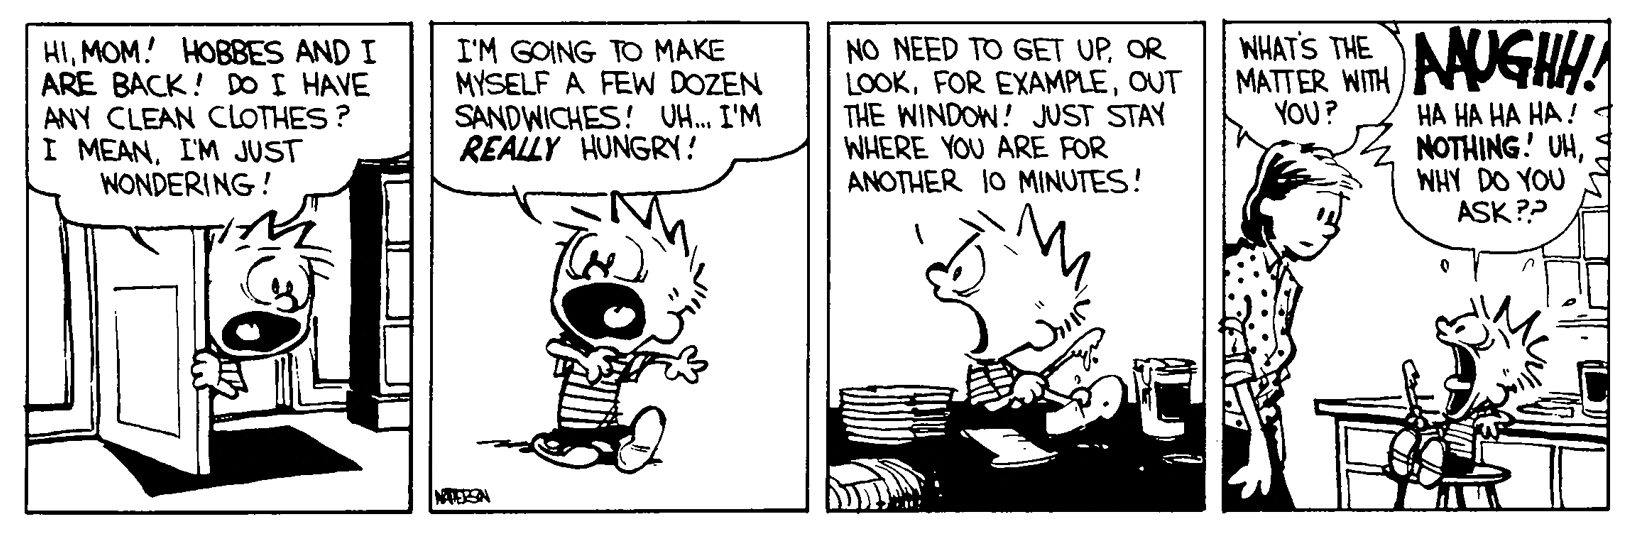 HI, MOM! HOBBES AND I
ARE BACK! DO I HAVE
ANY CLEAN CLOTHES?
I MEAN, I'M JUST
WONDERING!
I'M GOING TO MAKE
MYSELF A FEW DOZEN
SANDWICHES! UH... I'M
REALLY HUNGRY!
WATTERSON
NO NEED TO GET UP, OR
LOOK, FOR EXAMPLE, OUT
THE WINDOW! JUST STAY
WHERE YOU ARE FOR
ANOTHER 10 MINUTES!
WHAT'S THE
MATTER WITH
YOU?
AAUGHH!
HA HA HA HA!
NOTHING! UH,
WHY DO YOU
ASK??